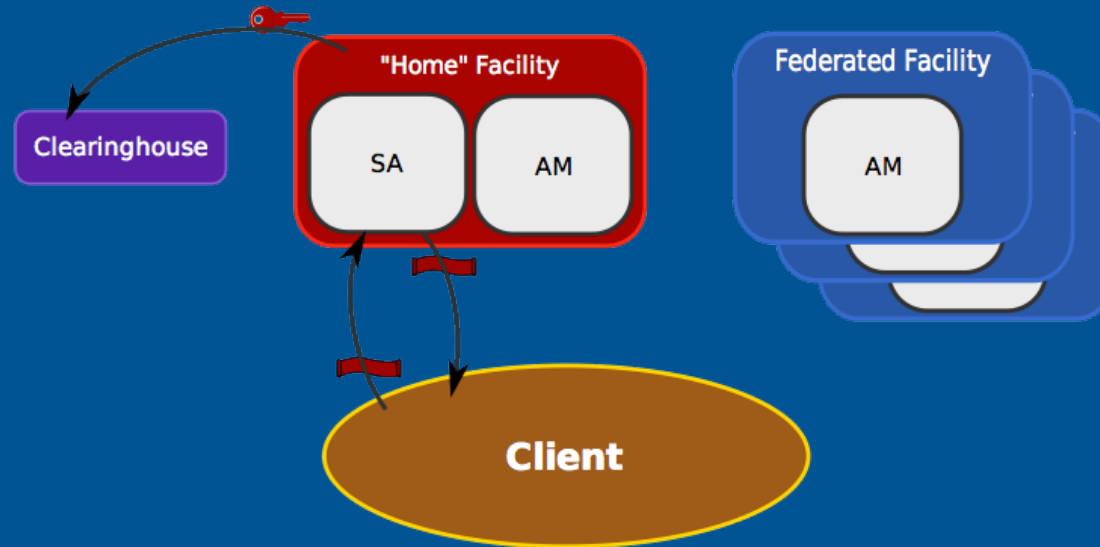 "Home" Facility
Federated Facility
Clearinghouse
SA
AM
AM
Client